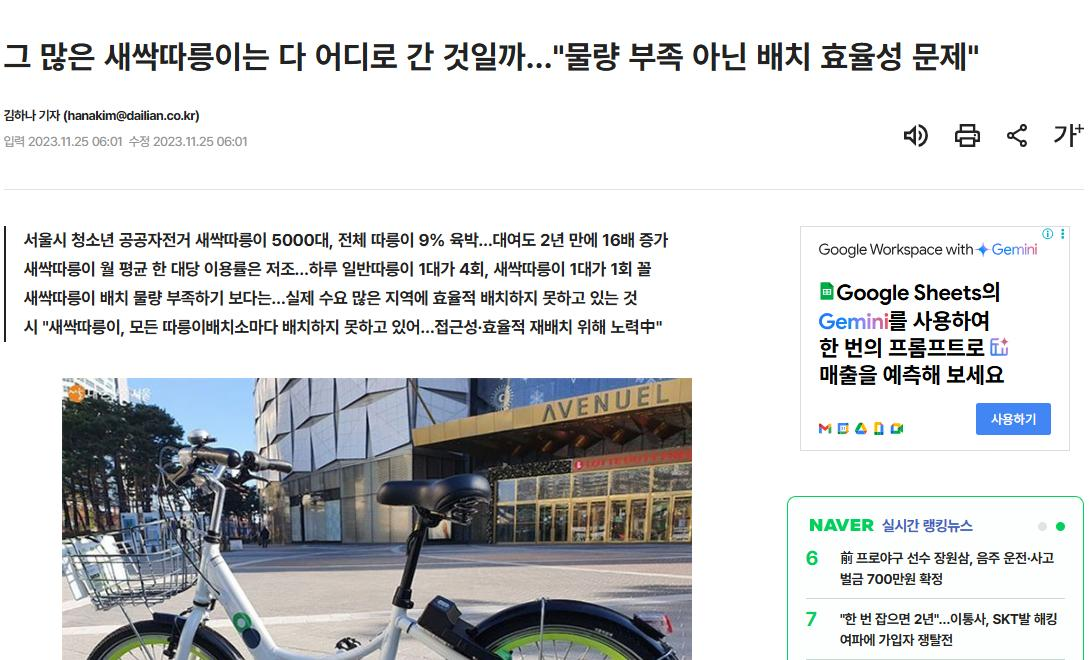 그 많은 새싹따릉이는 다 어디로 간 것일까..."물량 부족 아닌 배치 효율성 문제"
김하나 기자 (hanakim@dailian.co.kr)
입력 2023.11.25 06:01 수정 2023.11.25 06:01
가+
서울시 청소년 공공자전거 새싹따릉이 5000대, 전체 따릉이 9% 육박...대여도 2년 만에 16배 증가
새싹따릉이 월 평균 한 대당 이용률은 저조...하루 일반따릉이 1대가 4회, 새싹따릉이 1대가 1회 꼴
새싹따릉이 배치 물량 부족하기 보다는...실제 수요 많은 지역에 효율적 배치하지 못하고 있는 것
시 "새싹따릉이, 모든 따릉이배치소마다 배치하지 못하고 있어...접근성·효율적 재배치 위해 노력中"
AVENUEL
Google Workspace with Gemini
Google Sheets의
Gemini를 사용하여
한 번의 프롬프트로
매출을 예측해 보세요
사용하기
NAVER 실시간 랭킹뉴스
6 前 프로야구 선수 장원삼, 음주 운전·사고
벌금 700만원 확정
7 "한 번 잡으면 2년"...이통사, SKT발 해킹
여파에 가입자 쟁탈전